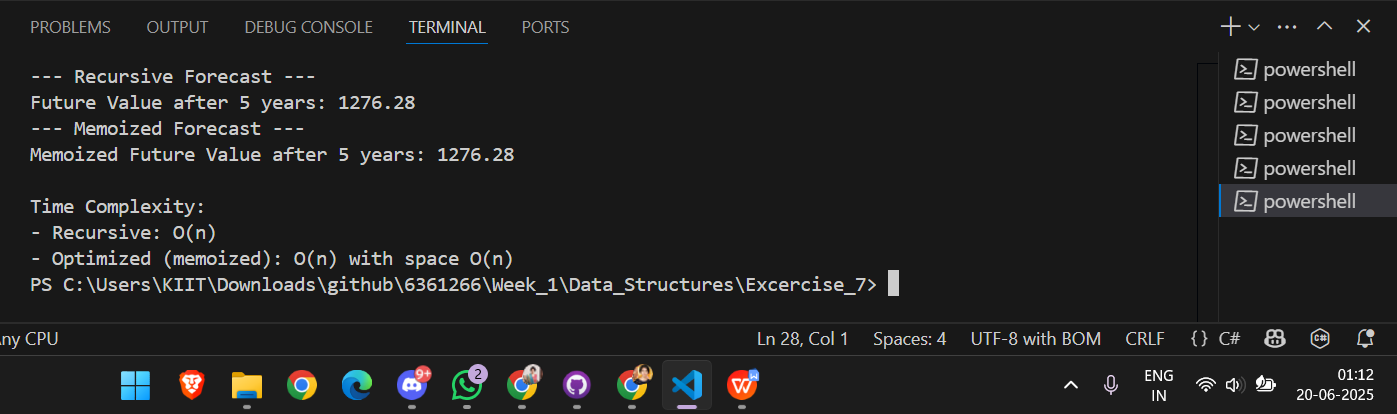 PROBLEMS OUTPUT DEBUG CONSOLE TERMINAL PORTS
--- Recursive Forecast ---
Future Value after 5 years: 1276.28
--- Memoized Forecast ---
Memoized Future Value after 5 years: 1276.28
Time Complexity:
- Recursive: O(n)
- Optimized (memoized): O(n) with space O(n)
PS C:\Users\KIIT\Downloads\github\6361266\Week_1\Data_Structures\Excercise_7>
powershell
powershell
powershell
powershell
powershell
ny CPU Ln 28, Col 1 Spaces: 4 UTF-8 with BOM CRLF {} C# C#
9+ 2 W W ENG 01:12
IN 20-06-2025